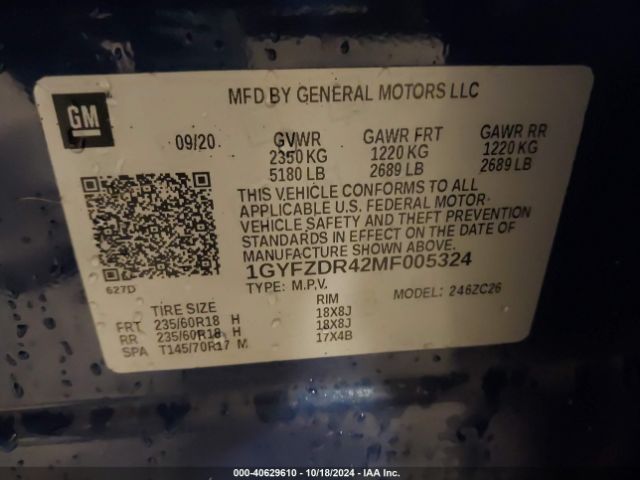 GM
MFD BY GENERAL MOTORS LLC
09/20 GVWR GAWR FRT GAWR RR
2350 KG 1220 KG 1220 KG
5180 LB 2689 LB 2689 LB
THIS VEHICLE CONFORMS TO ALL
APPLICABLE U.S. FEDERAL MOTOR
VEHICLE SAFETY AND THEFT PREVENTION
STANDARDS IN EFFECT ON THE DATE OF
MANUFACTURE SHOWN ABOVE.
627D
1GYFZDR42MF005324
TYPE: M.P.V. MODEL: 246ZC26
TIRE SIZE RIM
FRT 235/60R18 H 18X8J
RR 235/60R18 H 18X8J
SPA T145/70R17 M 17X4B
000-40629610 | 10/18/2024 | IAAI.com